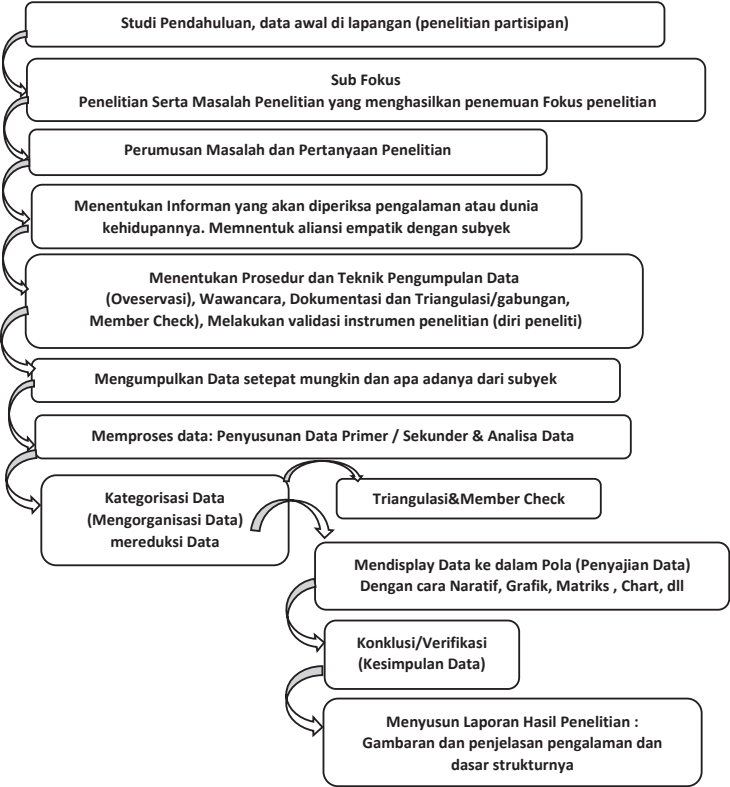 Studi Pendahuluan, data awal di lapangan (penelitian partisipan)
Sub Fokus
Penelitian Serta Masalah Penelitian yang menghasilkan penemuan Fokus penelitian
Perumusan Masalah dan Pertanyaan Penelitian
Menentukan Informan yang akan diperiksa pengalaman atau dunia
kehidupannya. Memnentuk aliansi empatik dengan subyek
Menentukan Prosedur dan Teknik Pengumpulan Data
(Oveservasi), Wawancara, Dokumentasi dan Triangulasi/gabungan,
Member Check), Melakukan validasi instrumen penelitian (diri peneliti)
Mengumpulkan Data setepat mungkin dan apa adanya dari subyek
Memproses data: Penyusunan Data Primer / Sekunder & Analisa Data
Kategorisasi Data
(Mengorganisasi Data)
mereduksi Data
Triangulasi&Member Check
Mendisplay Data ke dalam Pola (Penyajian Data)
Dengan cara Naratif, Grafik, Matriks , Chart, dll
Konklusi/Verifikasi
(Kesimpulan Data)
Menyusun Laporan Hasil Penelitian :
Gambaran dan penjelasan pengalaman dan
dasar strukturnya